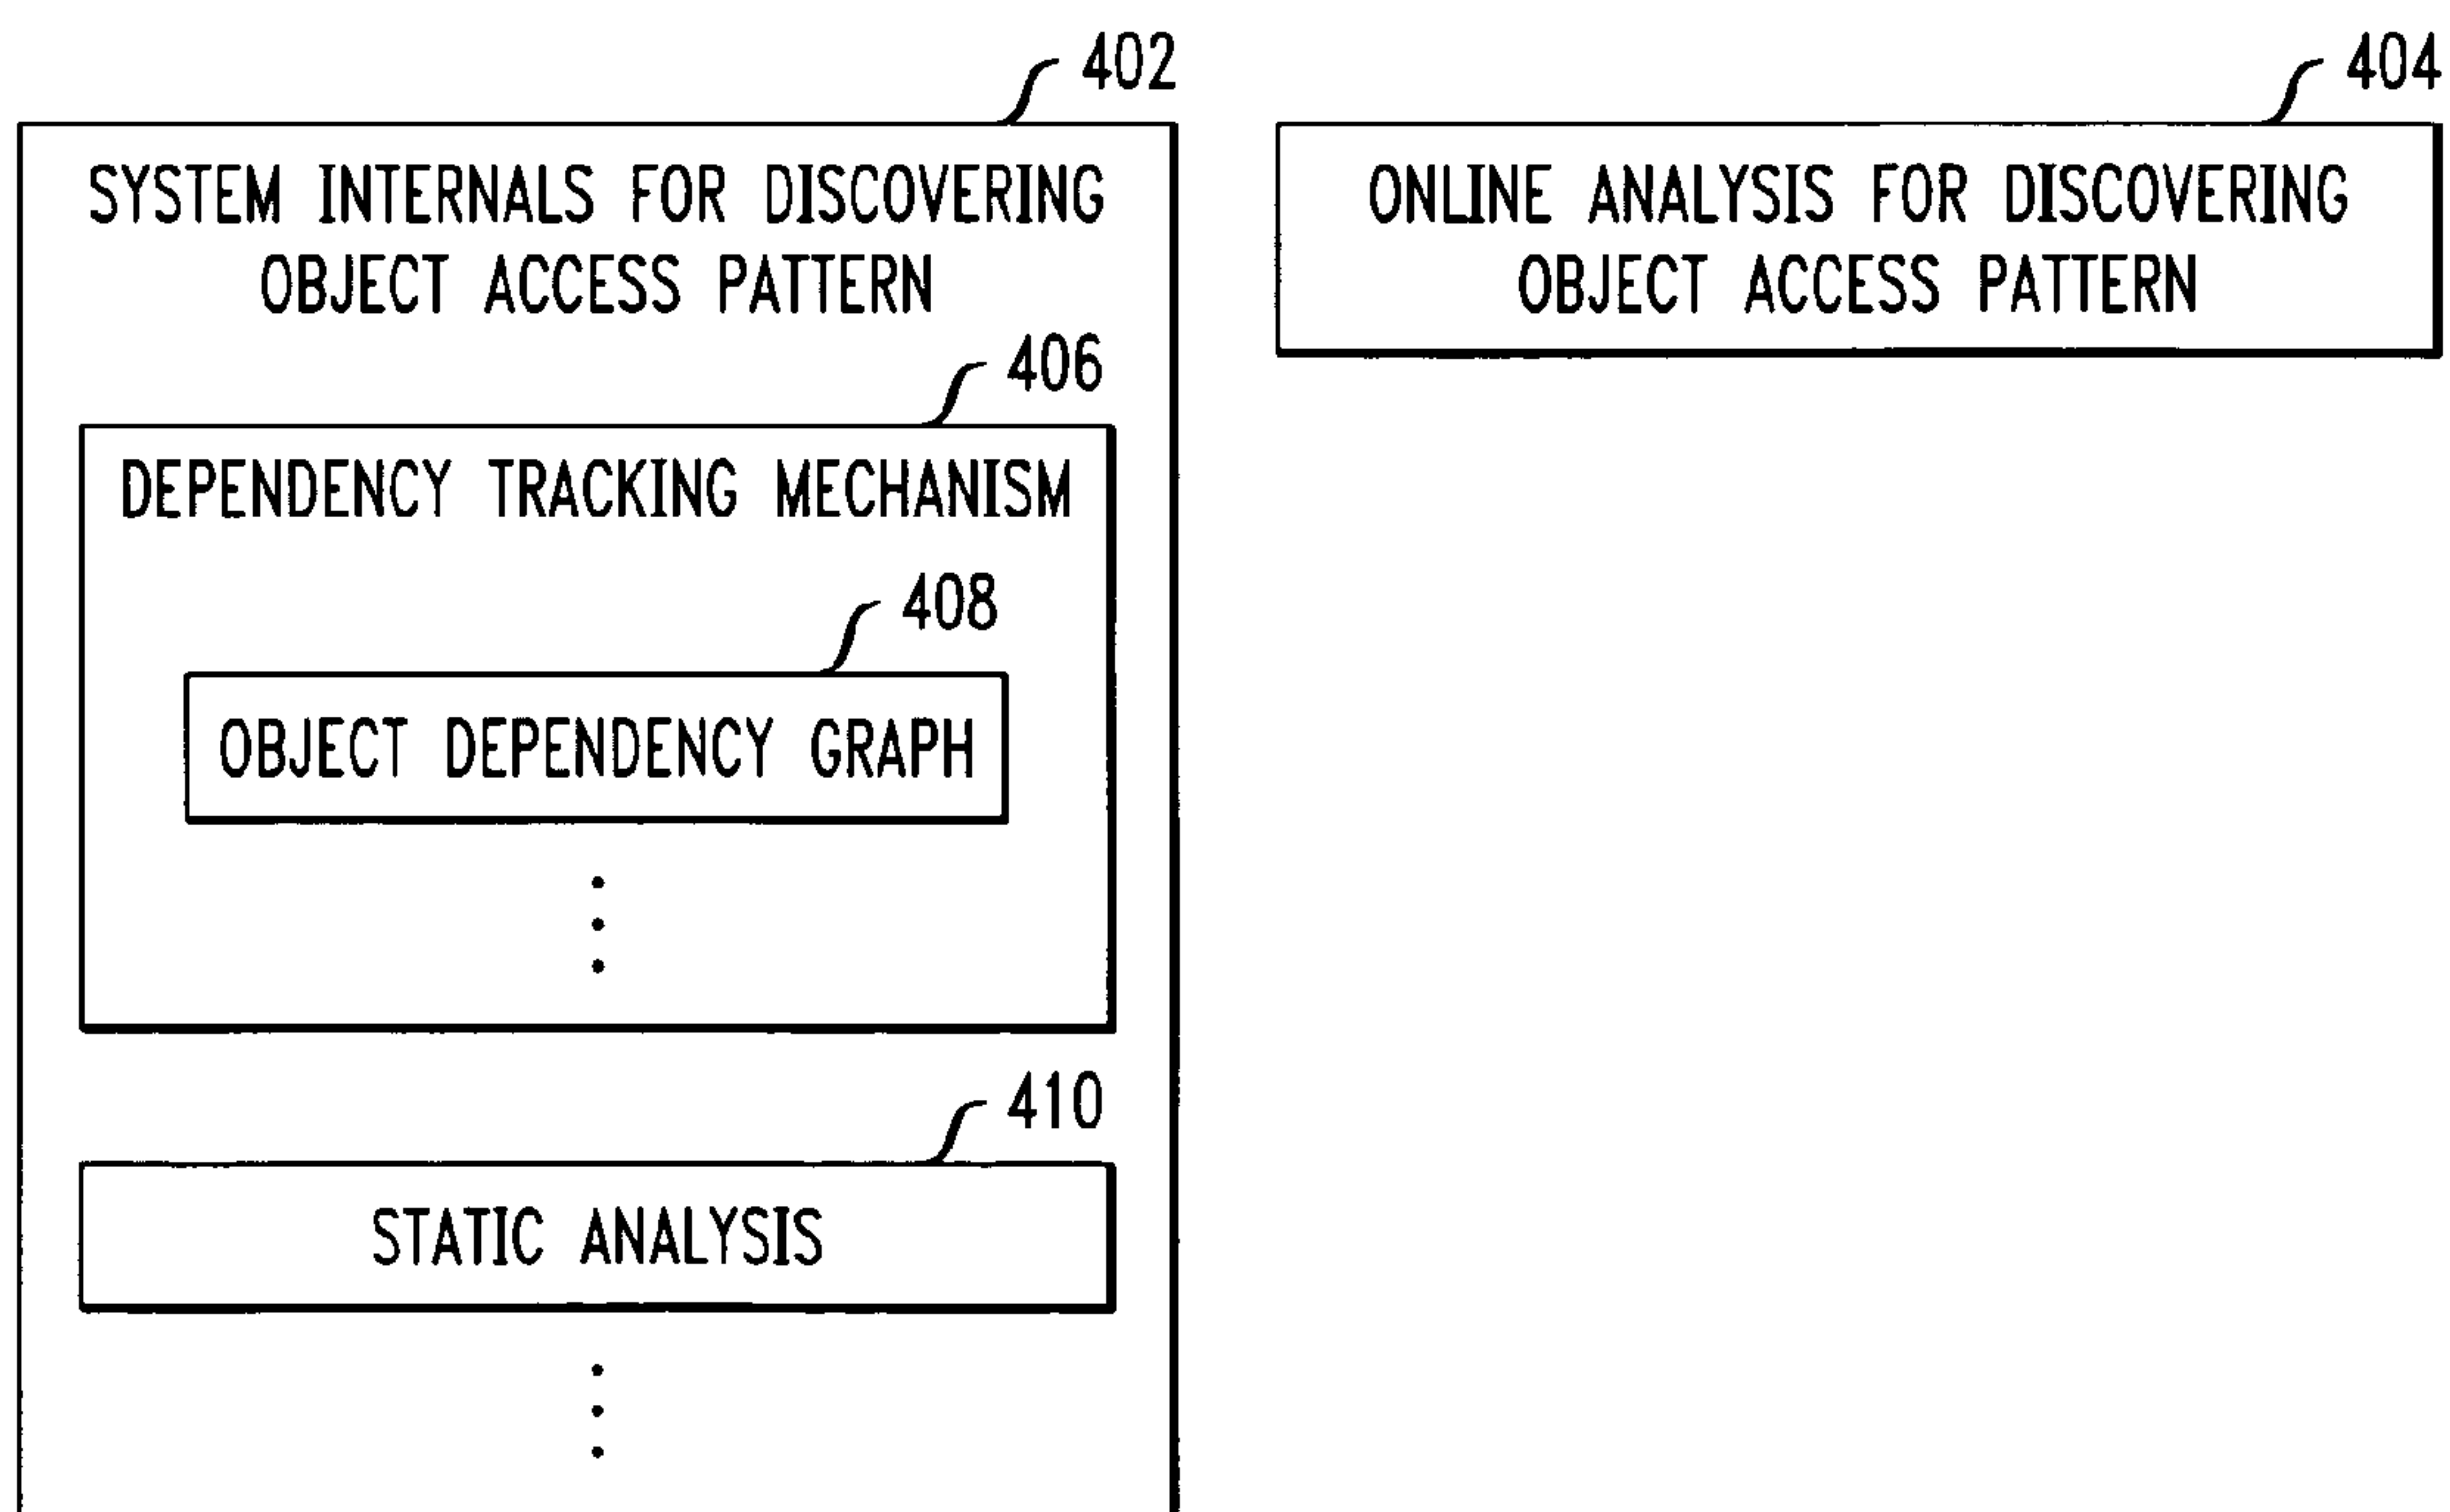 402
SYSTEM INTERNALS FOR DISCOVERING
OBJECT ACCESS PATTERN
406
DEPENDENCY TRACKING MECHANISM
408
OBJECT DEPENDENCY GRAPH
410
STATIC ANALYSIS
404
ONLINE ANALYSIS FOR DISCOVERING
OBJECT ACCESS PATTERN